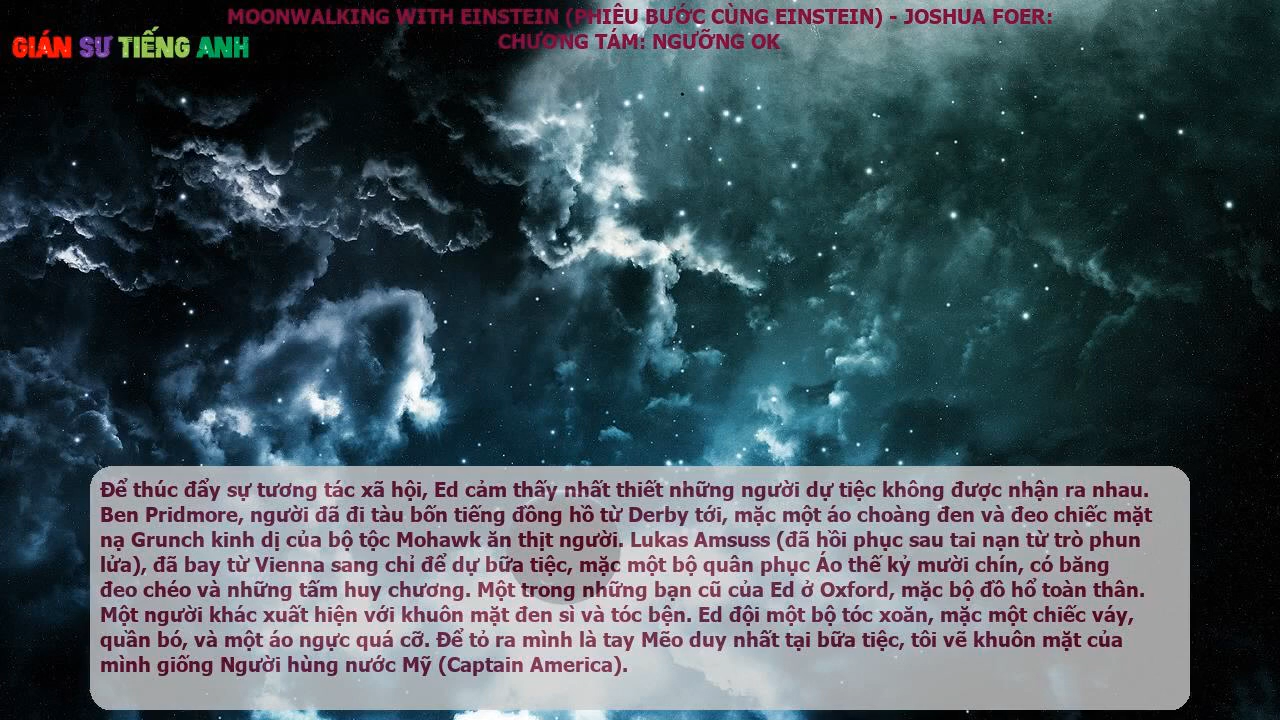 MOONWALKING WITH EINSTEIN (PHIÊU BƯỚC CÙNG EINSTEIN) - JOSHUA FOER:
CHƯƠNG TÁM: NGƯỠNG OK
GIÁN SƯ TIẾNG ANH
Để thúc đẩy sự tương tác xã hội, Ed cảm thấy nhất thiết những người dự tiệc không được nhận ra nhau.
Ben Pridmore, người đã đi tàu bốn tiếng đồng hồ từ Derby tới, mặc một áo choàng đen và đeo chiếc mặt
nạ Grunch kinh dị của bộ tộc Mohawk ăn thịt người. Lukas Amsuss (đã hồi phục sau tai nạn từ trò phun
lửa), đã bay từ Vienna sang chỉ để dự bữa tiệc, mặc một bộ quân phục Áo thế kỷ mười chín, có băng
đeo chéo và những tấm huy chương. Một trong những bạn cũ của Ed ở Oxford, mặc bộ đồ hổ toàn thân.
Một người khác xuất hiện với khuôn mặt đen sì và tóc bện. Ed đội một bộ tóc xoăn, mặc một chiếc váy,
quần bó, và một áo ngực quá cỡ. Để tỏ ra mình là tay Mẽo duy nhất tại bữa tiệc, tôi vẽ khuôn mặt của
mình giống Người hùng nước Mỹ (Captain America).